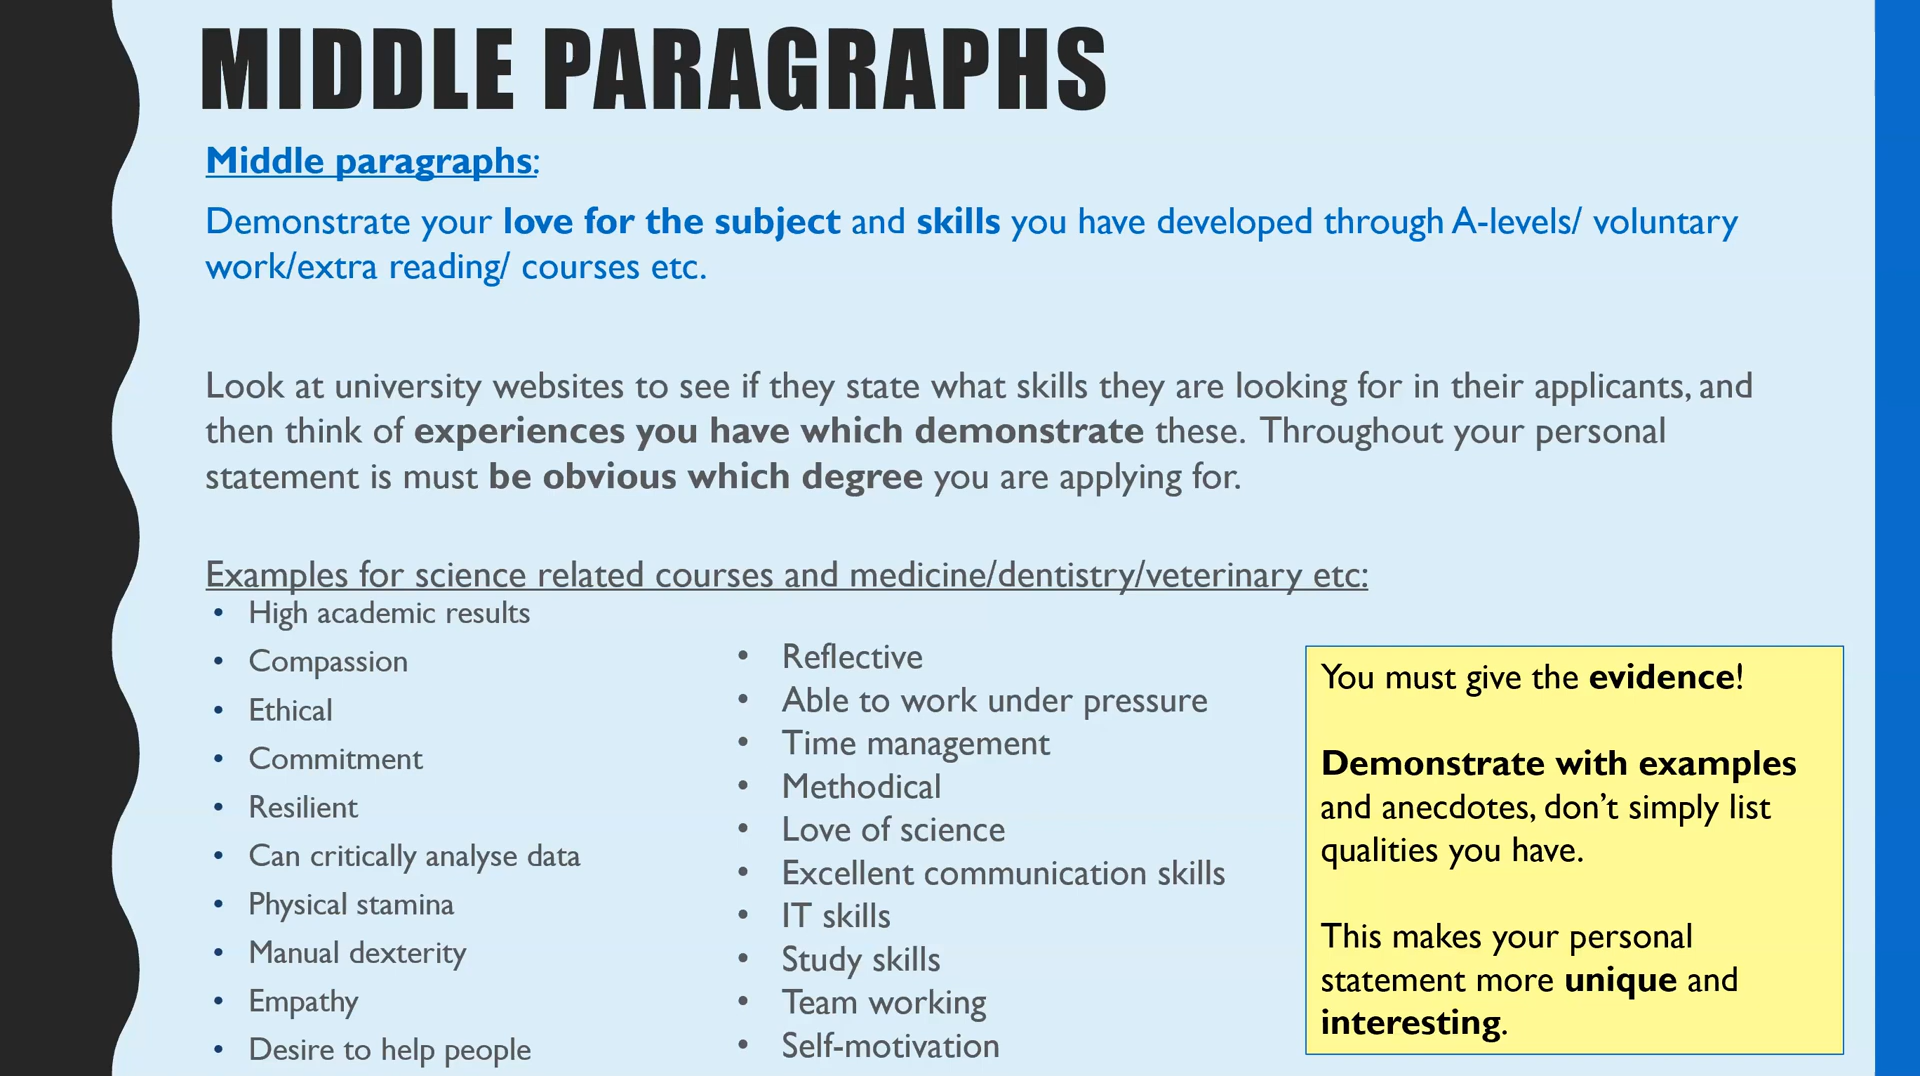 MIDDLE PARAGRAPHS
Middle paragraphs:
Demonstrate your love for the subject and skills you have developed through A-levels/ voluntary
work/extra reading/ courses etc.
Look at university websites to see if they state what skills they are looking for in their applicants, and
then think of experiences you have which demonstrate these. Throughout your personal
statement is must be obvious which degree you are applying for.
Examples for science related courses and medicine/dentistry/veterinary etc:
• High academic results
• Compassion
• Ethical
• Commitment
• Resilient
• Can critically analyse data
• Physical stamina
• Manual dexterity
• Empathy
• Desire to help people
• Reflective
• Able to work under pressure
• Time management
• Methodical
• Love of science
• Excellent communication skills
• IT skills
• Study skills
• Team working
• Self-motivation
You must give the evidence!
Demonstrate with examples
and anecdotes, don’t simply list
qualities you have.
This makes your personal
statement more unique and
interesting.